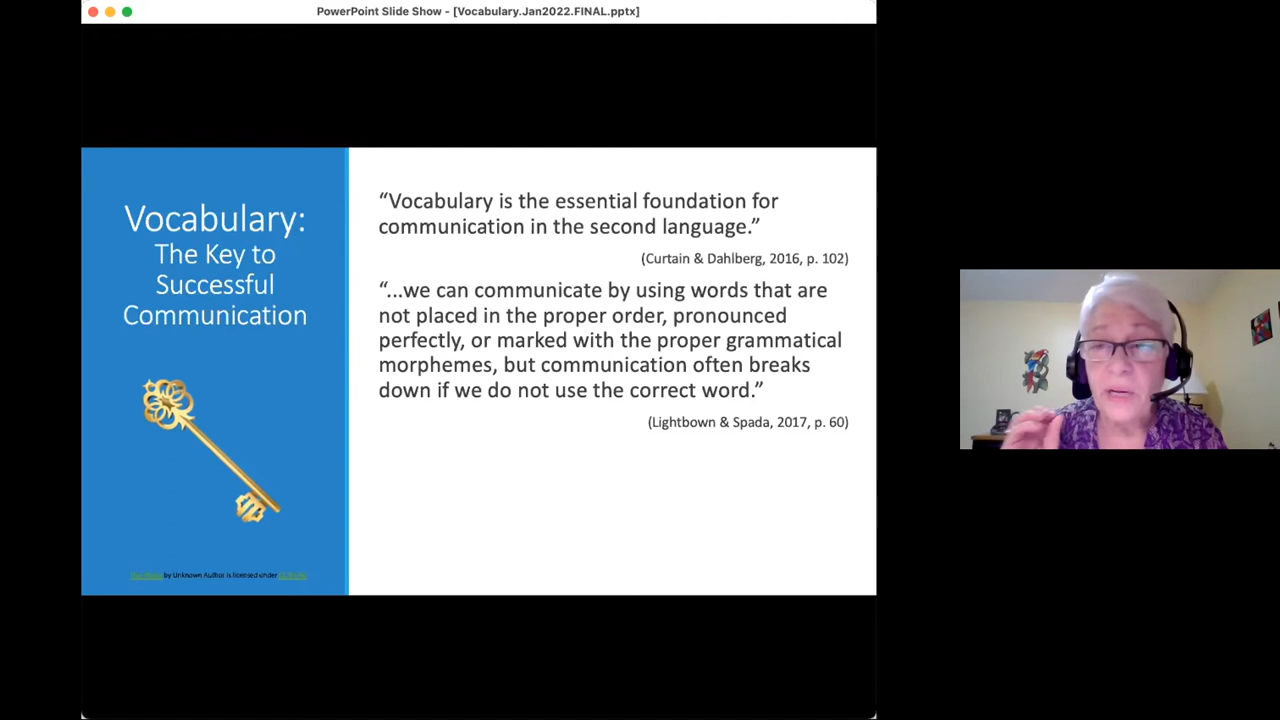 PowerPoint Slide Show - [Vocabulary.Jan2022.FINAL.pptx]
Vocabulary:
The Key to
Successful
Communication
by Unknown Author is licensed under
“Vocabulary is the essential foundation for
communication in the second language.”
(Curtain & Dahlberg, 2016, p. 102)
“...we can communicate by using words that are
not placed in the proper order, pronounced
perfectly, or marked with the proper grammatical
morphemes, but communication often breaks
down if we do not use the correct word.”
(Lightbown & Spada, 2017, p. 60)